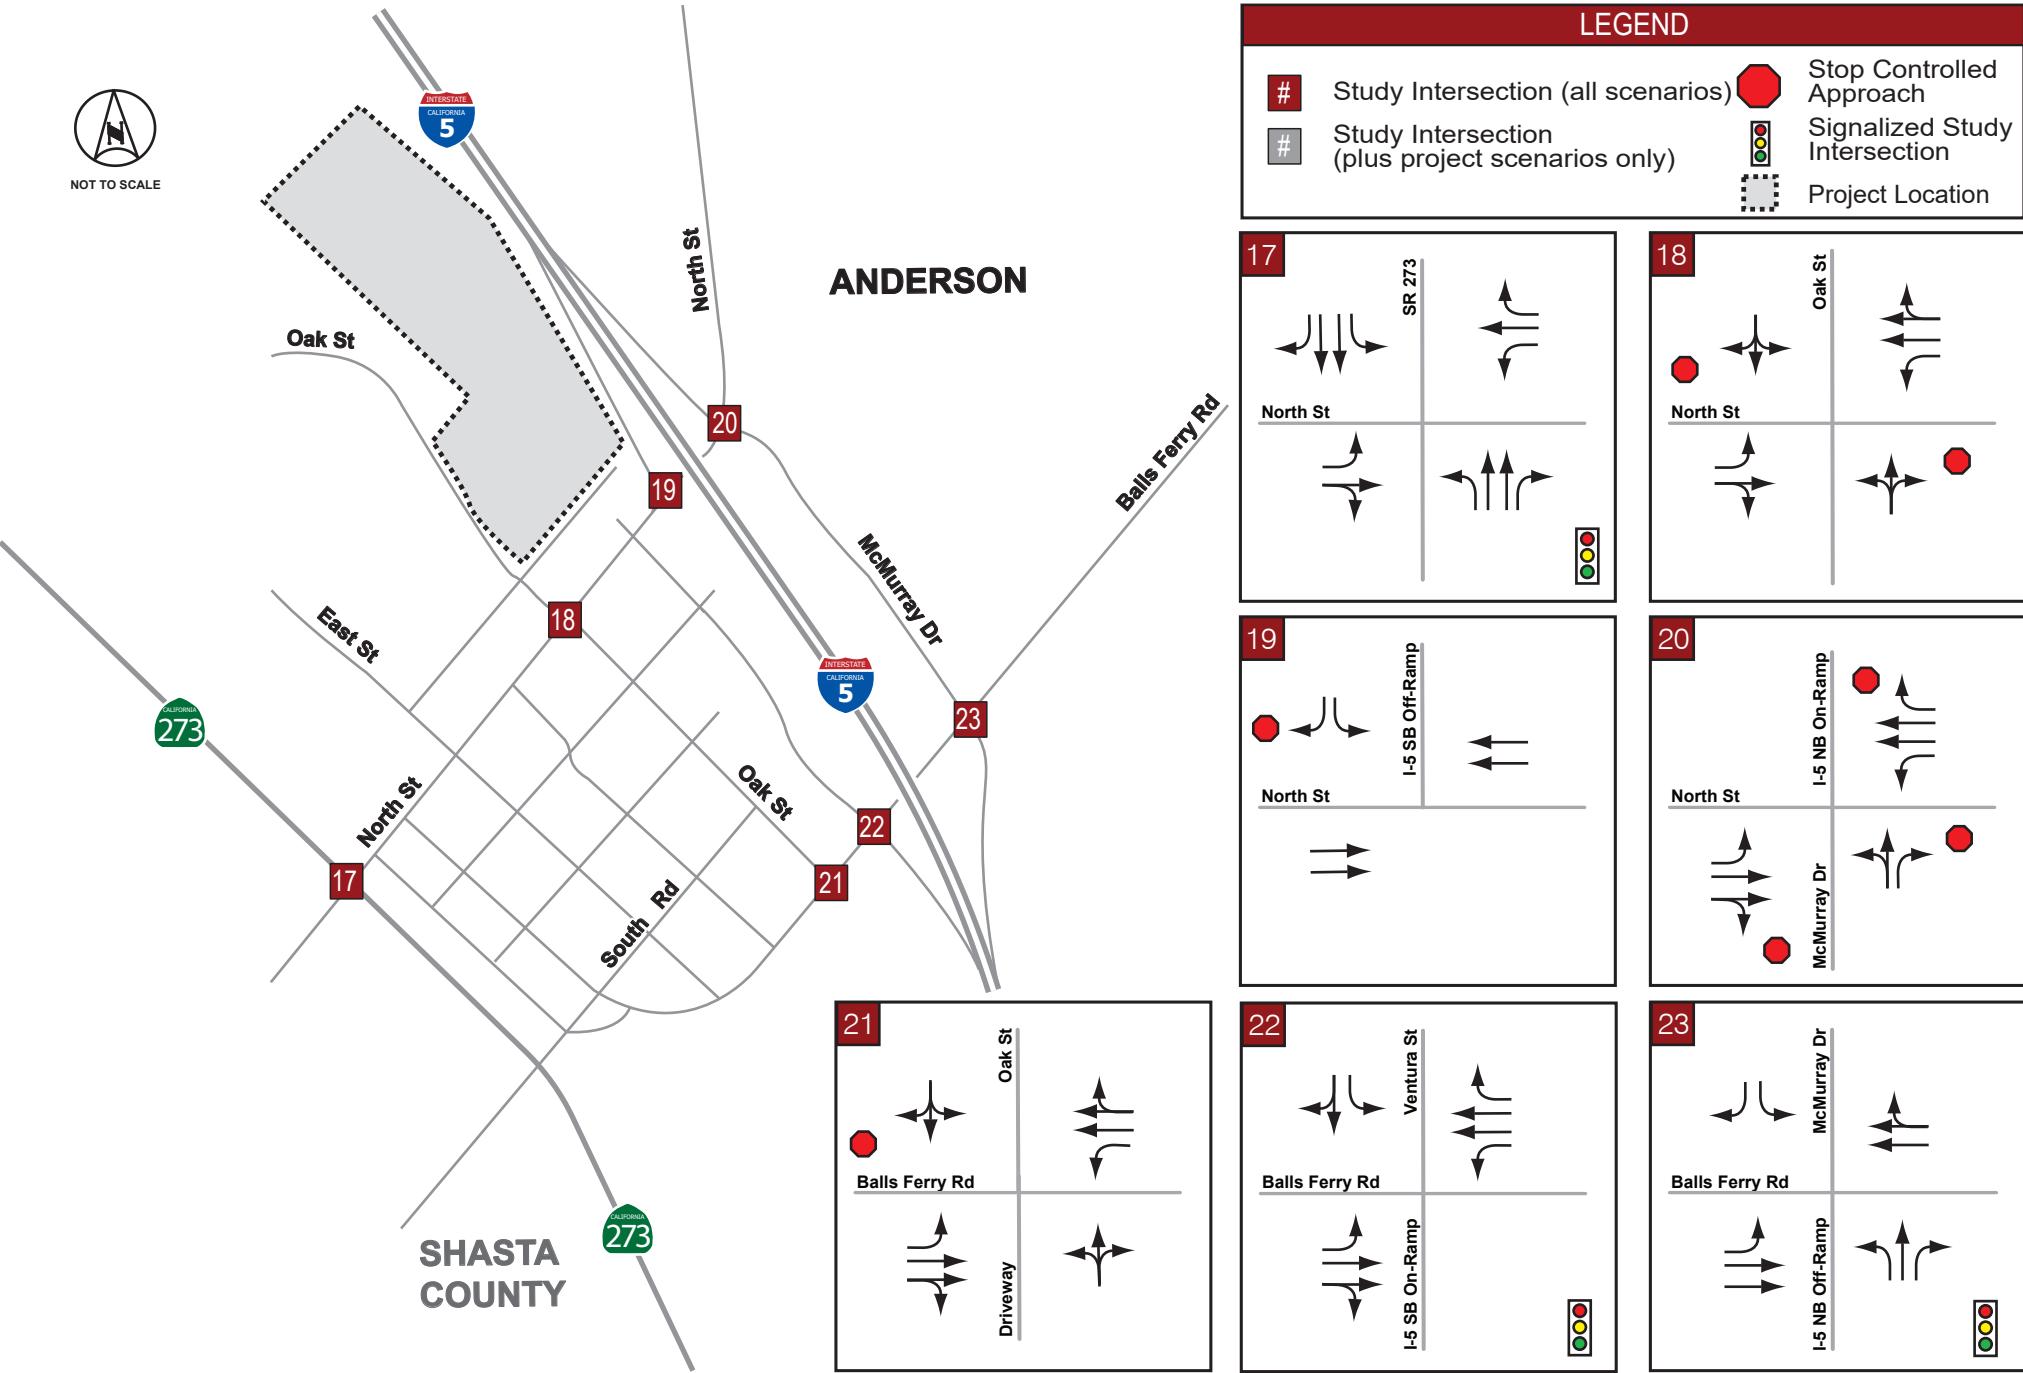 LEGEND
# Study Intersection (all scenarios)
# Study Intersection
(plus project scenarios only)
Stop Controlled
Approach
Signalized Study
Intersection
Project Location
N
NOT TO SCALE
INTERSTATE
CALIFORNIA
5
North St
ANDERSON
Oak St
20
Balls Ferry Rd
19
McMurray Dr
18
East St
INTERSTATE
CALIFORNIA
5
23
CALIFORNIA
273
Oak St
North St
22
17
21
South Rd
CALIFORNIA
273
SHASTA
COUNTY
17
SR 273
North St
18
Oak St
North St
19
I-5 SB Off-Ramp
North St
20
I-5 NB On-Ramp
North St
McMurray Dr
21
Oak St
Balls Ferry Rd
Driveway
22
Ventura St
Balls Ferry Rd
I-5 SB On-Ramp
23
McMurray Dr
Balls Ferry Rd
I-5 NB Off-Ramp